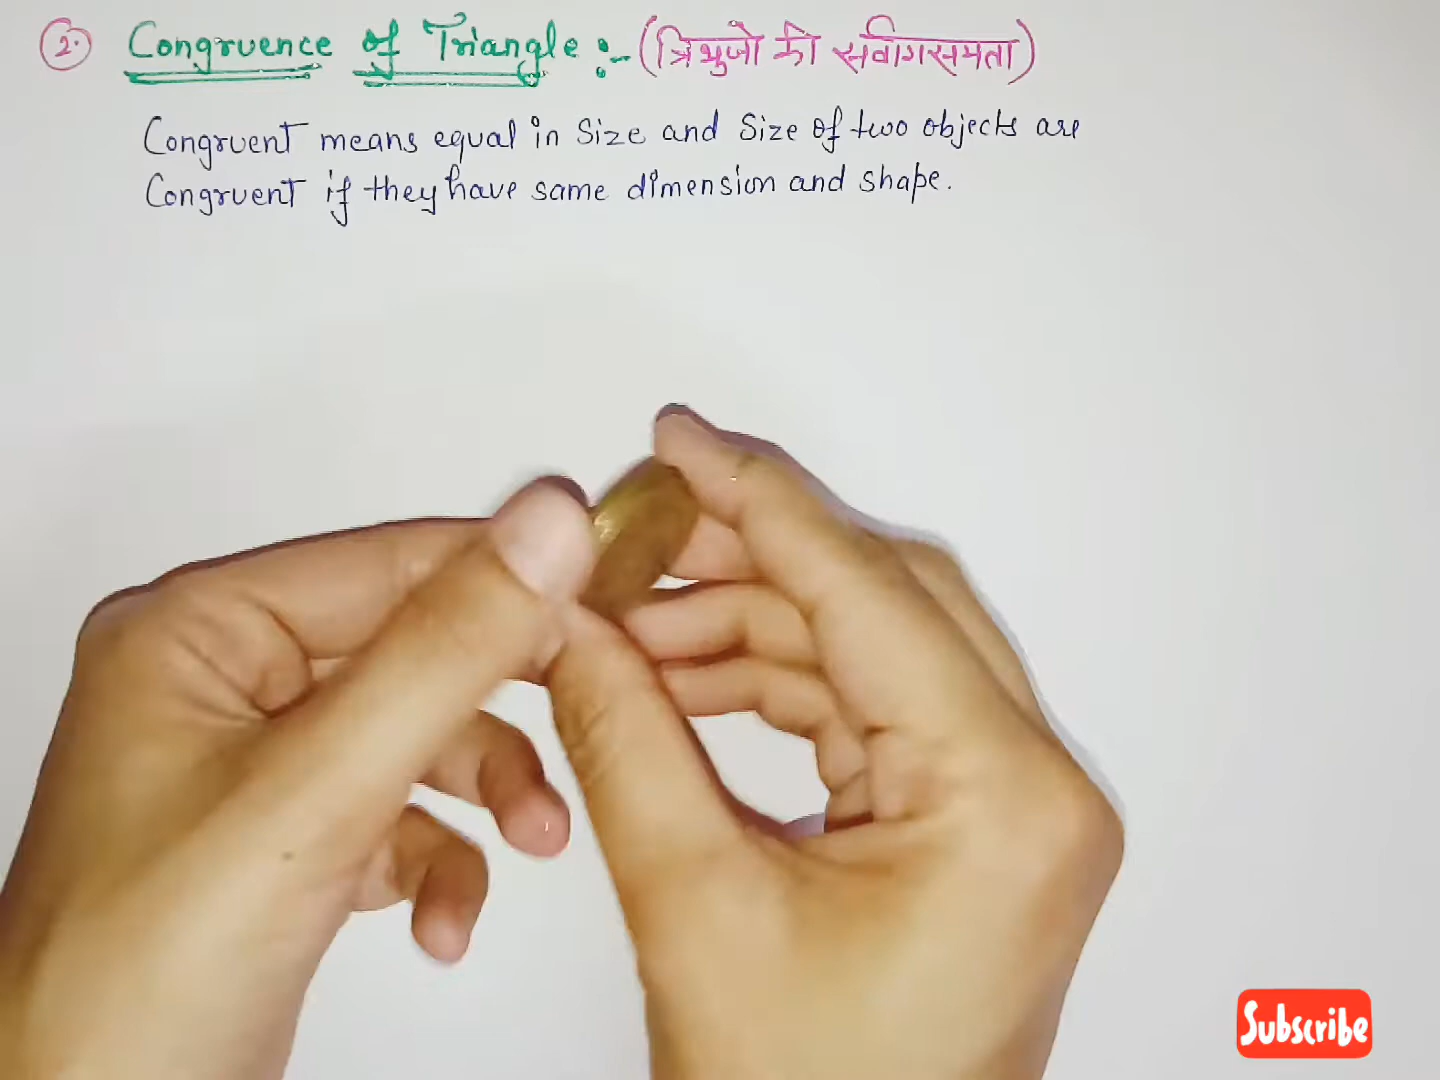 2. Congruence of Triangle :- (त्रिभुजो की सर्वांगसमता)
Congruent means equal in Size and Size of two objects are
Congruent if they have same dimension and shape.
Subscribe